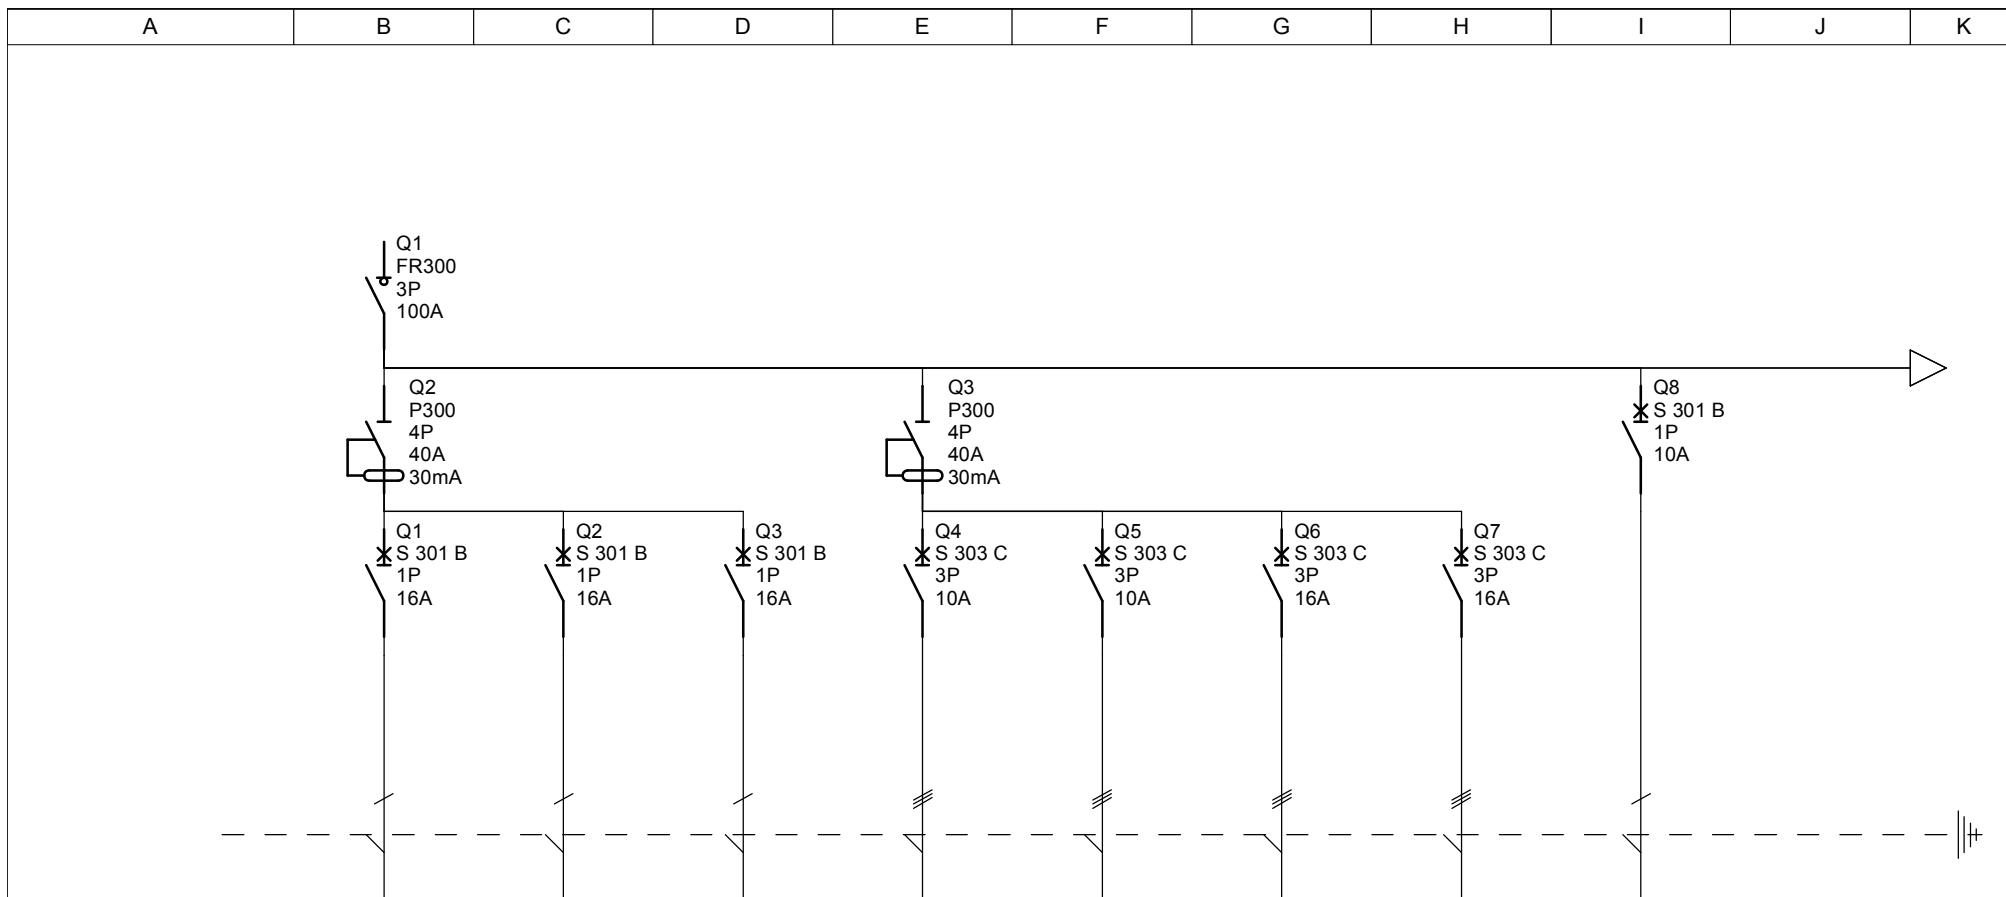 A B C D E F G H I J K
Q1
FR300
3P
100A
Q2
P300
4P
40A
30mA
Q3
P300
4P
40A
30mA
Q8
S 301 B
1P
10A
Q1
S 301 B
1P
16A
Q2
S 301 B
1P
16A
Q3
S 301 B
1P
16A
Q4
S 303 C
3P
10A
Q5
S 303 C
3P
10A
Q6
S 303 C
3P
16A
Q7
S 303 C
3P
16A